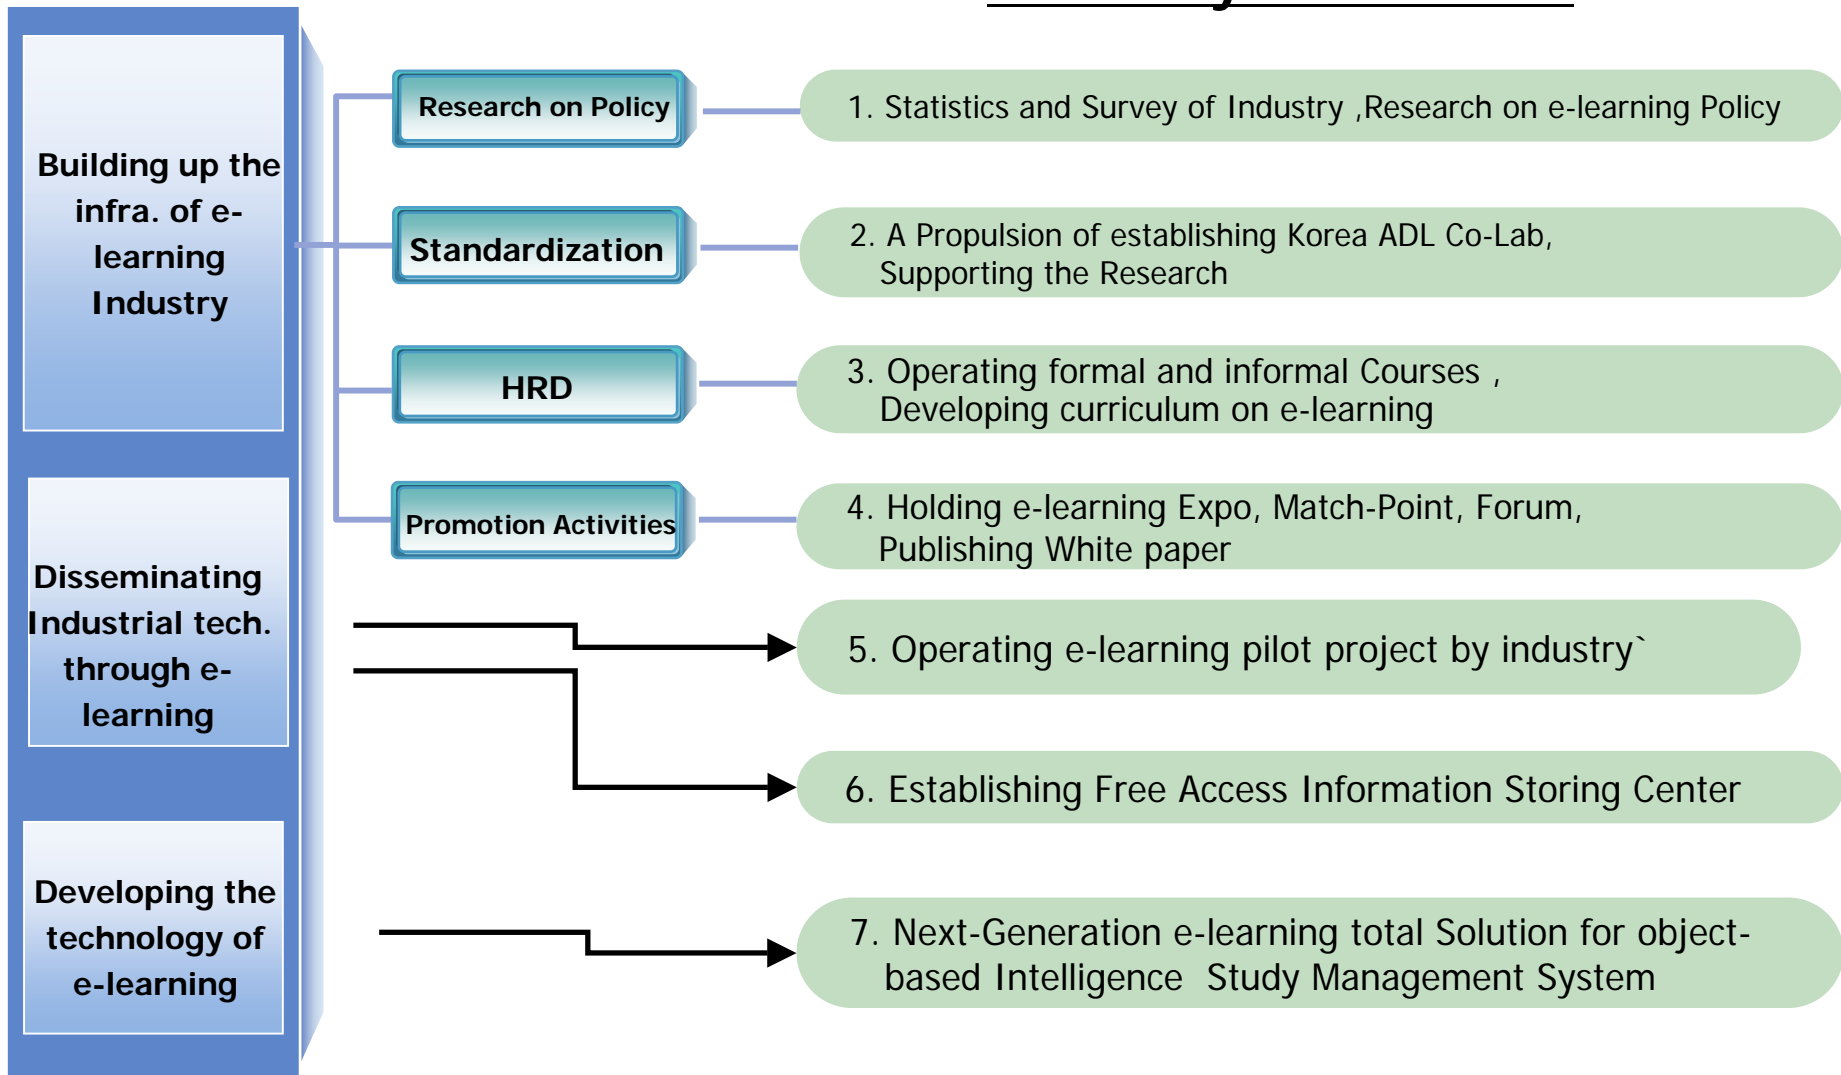 Building up the
infra. of e-
learning
Industry
Research on Policy
1. Statistics and Survey of Industry ,Research on e-learning Policy
Standardization
2. A Propulsion of establishing Korea ADL Co-Lab,
Supporting the Research
HRD
3. Operating formal and informal Courses ,
Developing curriculum on e-learning
Promotion Activities
4. Holding e-learning Expo, Match-Point, Forum,
Publishing White paper
Disseminating
Industrial tech.
through e-
learning
5. Operating e-learning pilot project by industry`
6. Establishing Free Access Information Storing Center
Developing the
technology of
e-learning
7. Next-Generation e-learning total Solution for object-
based Intelligence  Study Management System